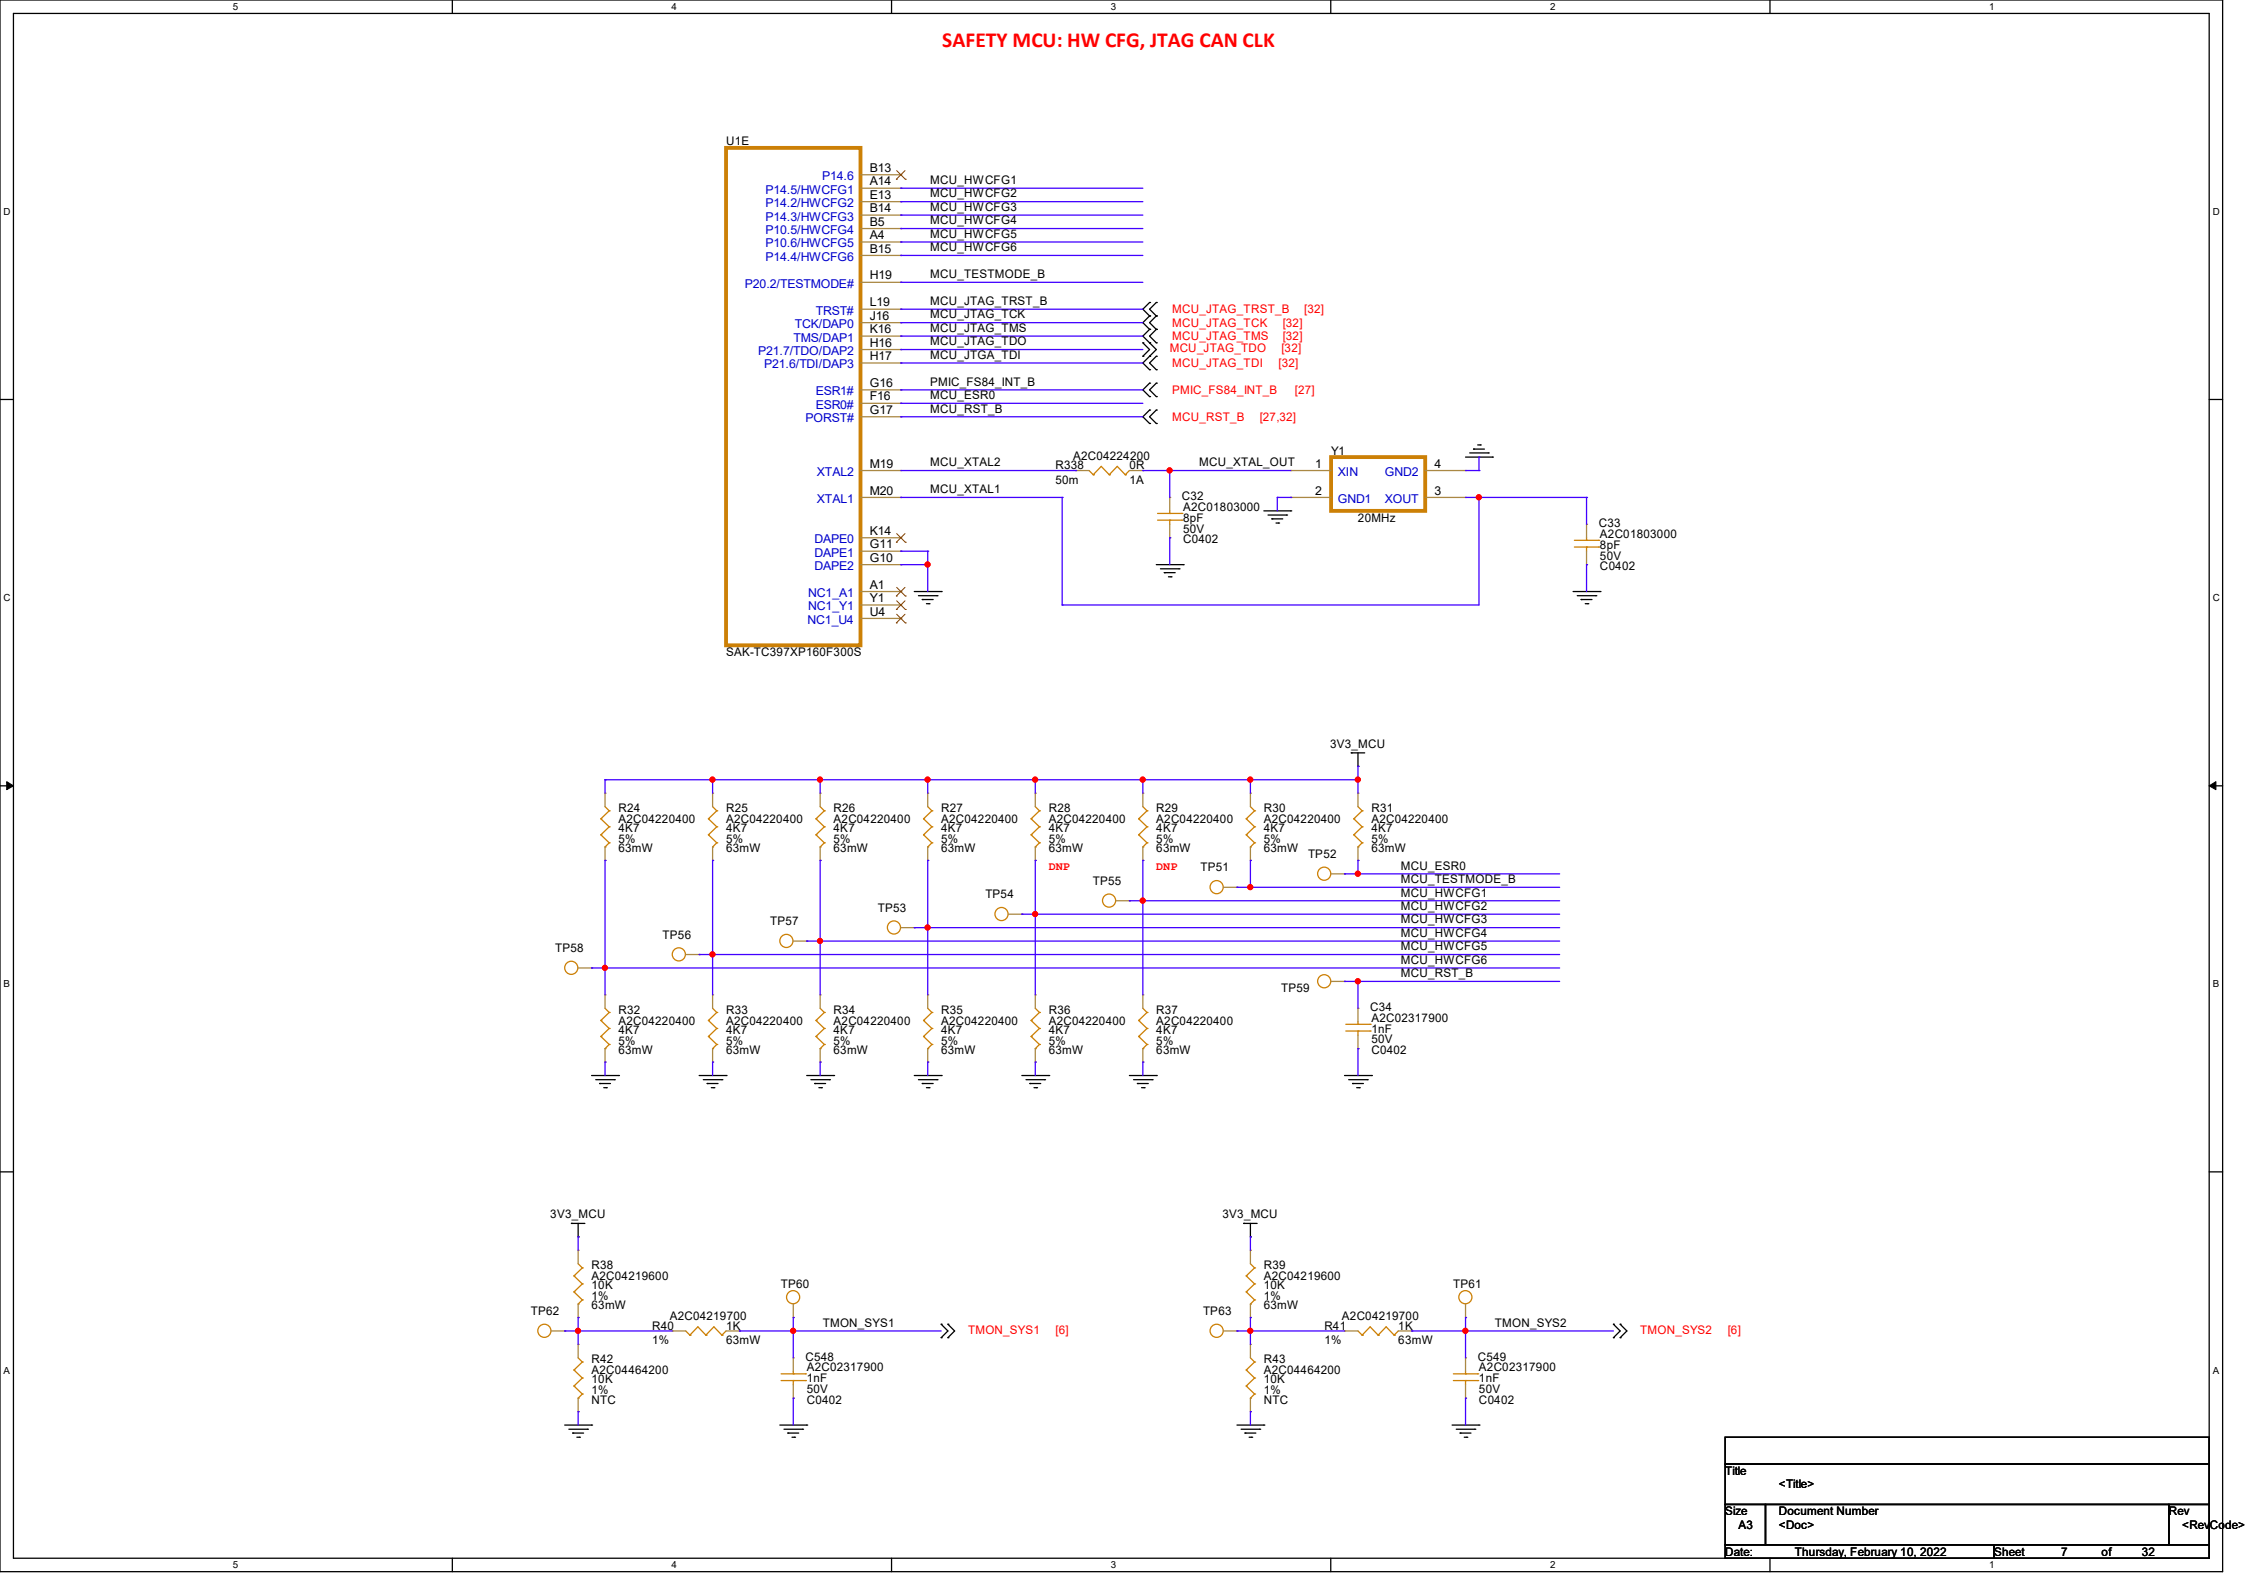 5 4 3 2 1
SAFETY MCU: HW CFG, JTAG CAN CLK
D D
U1E
P14.6 B13
P14.5/HWCFG1 A14 MCU_HWCFG1
P14.2/HWCFG2 E13 MCU_HWCFG2
P14.3/HWCFG3 B14 MCU_HWCFG3
P10.5/HWCFG4 B5 MCU_HWCFG4
P10.6/HWCFG5 A4 MCU_HWCFG5
P14.4/HWCFG6 B15 MCU_HWCFG6
P20.2/TESTMODE# H19 MCU_TESTMODE_B
TRST# L19 MCU_JTAG_TRST_B MCU_JTAG_TRST_B [32]
TCK/DAP0 J16 MCU_JTAG_TCK MCU_JTAG_TCK [32]
TMS/DAP1 K16 MCU_JTAG_TMS MCU_JTAG_TMS [32]
P21.7/TDO/DAP2 H16 MCU_JTAG_TDO MCU_JTAG_TDO [32]
P21.6/TDI/DAP3 H17 MCU_JTGA_TDI MCU_JTAG_TDI [32]
ESR1# G16 PMIC_FS84_INT_B PMIC_FS84_INT_B [27]
ESR0# F16 MCU_ESR0
PORST# G17 MCU_RST_B MCU_RST_B [27,32]
XTAL2 M19 MCU_XTAL2
XTAL1 M20 MCU_XTAL1
DAPE0 K14
DAPE1 G11
DAPE2 G10
NC1_A1 A1
NC1_Y1 Y1
NC1_U4 U4
SAK-TC397XP160F300S
A2C04224200
R338 0R
50m 1A
MCU_XTAL_OUT
Y1
1 XIN GND2 4
2 GND1 XOUT 3
20MHz
C32
A2C01803000
8pF
50V
C0402
C33
A2C01803000
8pF
50V
C0402
C C
3V3_MCU
R24
A2C04220400
4K7
5%
63mW
R25
A2C04220400
4K7
5%
63mW
R26
A2C04220400
4K7
5%
63mW
R27
A2C04220400
4K7
5%
63mW
R28
A2C04220400
4K7
5%
63mW
DNP
R29
A2C04220400
4K7
5%
63mW
DNP
R30
A2C04220400
4K7
5%
63mW
R31
A2C04220400
4K7
5%
63mW
TP52 MCU_ESR0
TP51 MCU_TESTMODE_B
TP55 MCU_HWCFG1
TP54 MCU_HWCFG2
TP53 MCU_HWCFG3
TP57 MCU_HWCFG4
TP56 MCU_HWCFG5
TP58 MCU_HWCFG6
TP59 MCU_RST_B
B B
R32
A2C04220400
4K7
5%
63mW
R33
A2C04220400
4K7
5%
63mW
R34
A2C04220400
4K7
5%
63mW
R35
A2C04220400
4K7
5%
63mW
R36
A2C04220400
4K7
5%
63mW
R37
A2C04220400
4K7
5%
63mW
C34
A2C02317900
1nF
50V
C0402
3V3_MCU
R38
A2C04219600
10K
1%
63mW
TP62
A2C04219700
R40 1K
1% 63mW
TP60
TMON_SYS1 TMON_SYS1 [6]
R42
A2C04464200
10K
1%
NTC
C548
A2C02317900
1nF
50V
C0402
3V3_MCU
R39
A2C04219600
10K
1%
63mW
TP63
A2C04219700
R41 1K
1% 63mW
TP61
TMON_SYS2 TMON_SYS2 [6]
R43
A2C04464200
10K
1%
NTC
C549
A2C02317900
1nF
50V
C0402
A A
Title
<Title>
Size Document Number Rev
A3 <Doc> <RevCode>
Date: Thursday, February 10, 2022 Sheet 7 of 32
5 4 3 2 1